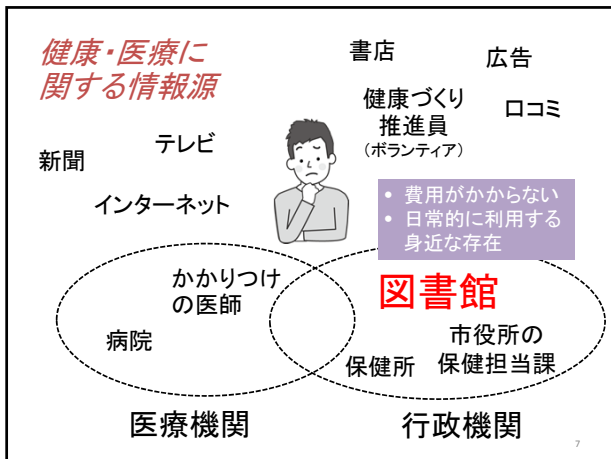 健康・医療に
関する情報源
書店
広告
健康づくり
推進員
（ボランティア）
口コミ
テレビ
新聞
インターネット
• 費用がかからない
• 日常的に利用する
身近な存在
かかりつけ
の医師
病院
図書館
市役所の
保健担当課
保健所
医療機関
行政機関
7